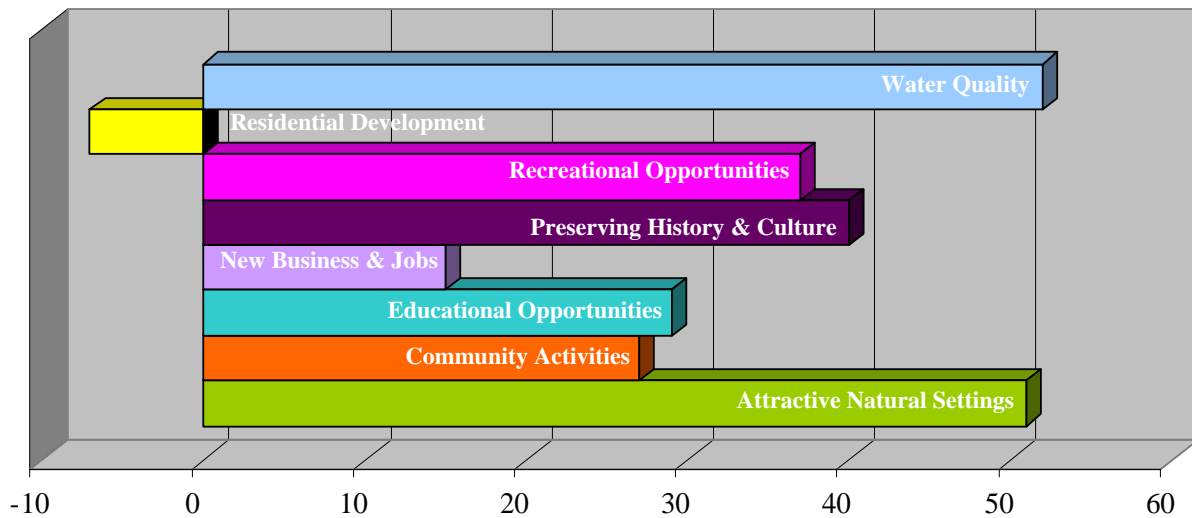 Water Quality
Residential Development
Recreational Opportunities
Preserving History & Culture
New Business & Jobs
Educational Opportunities
Community Activities
Attractive Natural Settings
-10 0 10 20 30 40 50 60